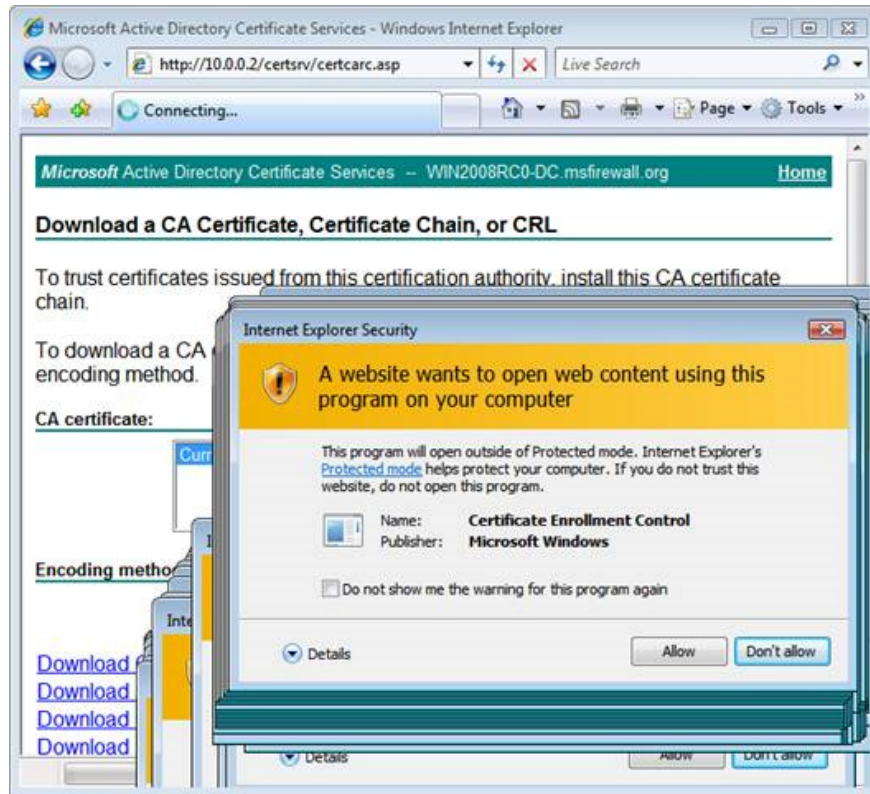 Microsoft Active Directory Certificate Services - Windows Internet Explorer
http://10.0.0.2/certsrv/certcarc.asp
Live Search
Connecting...
Page
Tools
Microsoft Active Directory Certificate Services -- WIN2008RC0-DC.msfirewall.org Home
Download a CA Certificate, Certificate Chain, or CRL
To trust certificates issued from this certification authority, install this CA certificate
chain.
To download a CA
encoding method.
CA certificate:
Curr
Encoding metho
Download
Download
Download
Download
Inte
Internet Explorer Security
A website wants to open web content using this
program on your computer
This program will open outside of Protected mode. Internet Explorer's
Protected mode helps protect your computer. If you do not trust this
website, do not open this program.
Name: Certificate Enrollment Control
Publisher: Microsoft Windows
Do not show me the warning for this program again
Details
Allow
Don't allow
Details
Allow
Don't allow